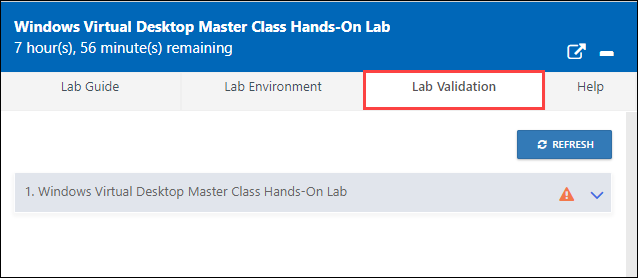 Windows Virtual Desktop Master Class Hands-On Lab
7 hour(s), 56 minute(s) remaining
Lab Guide Lab Environment Lab Validation Help
REFRESH
1. Windows Virtual Desktop Master Class Hands-On Lab